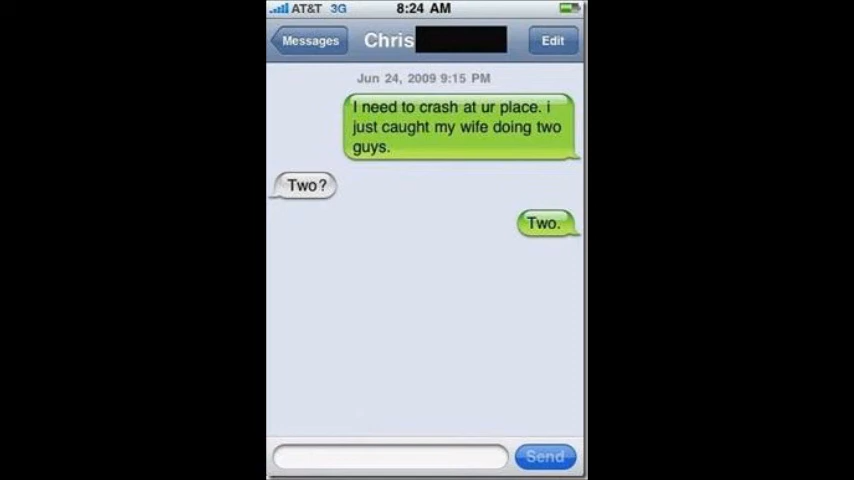 AT&T 3G 8:24 AM
Messages Chris Edit
Jun 24, 2009 9:15 PM
I need to crash at ur place. i
just caught my wife doing two
guys.
Two?
Two.
Send